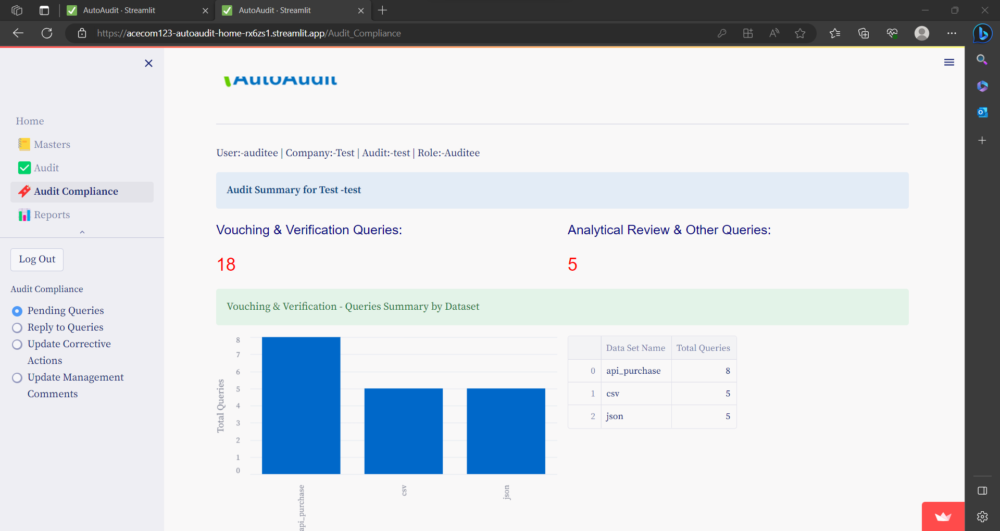 AutoAudit · Streamlit
AutoAudit · Streamlit
https://acecom123-autoaudit-home-rx6zs1.streamlit.app/Audit_Compliance
Home
Masters
Audit
Audit Compliance
Reports
Log Out
Audit Compliance
Pending Queries
Reply to Queries
Update Corrective
Actions
Update Management
Comments
AutoAudit
User:-auditee | Company:-Test | Audit:-test | Role:-Auditee
Audit Summary for Test -test
Vouching & Verification Queries:
18
Analytical Review & Other Queries:
5
Vouching & Verification - Queries Summary by Dataset
Total Queries
8
7
6
5
4
3
2
1
0
api_purchase
csv
json
Data Set Name Total Queries
0 api_purchase 8
1 csv 5
2 json 5